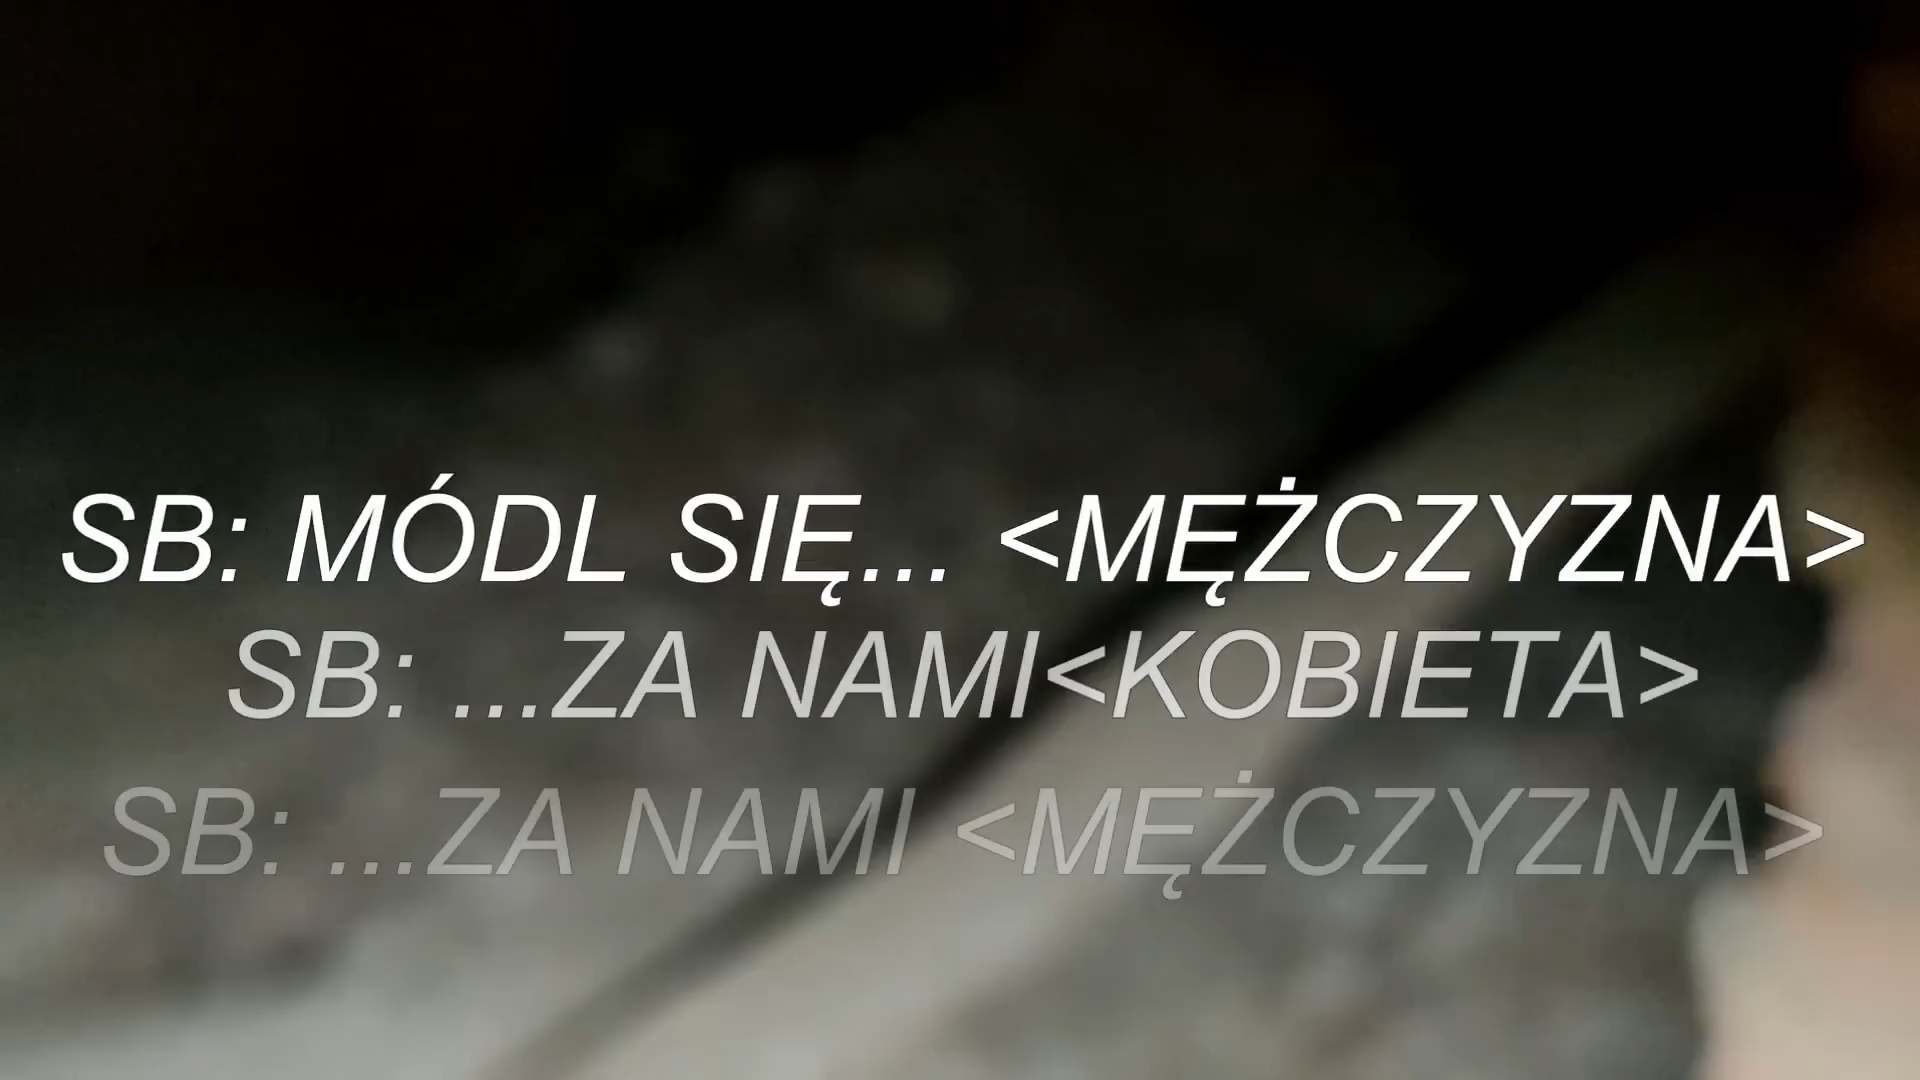 SB: MÓDL SIĘ... <MĘŻCZYZNA>
SB: ...ZA NAMI<KOBIETA>
SB: ...ZA NAMI <MĘŻCZYZNA>